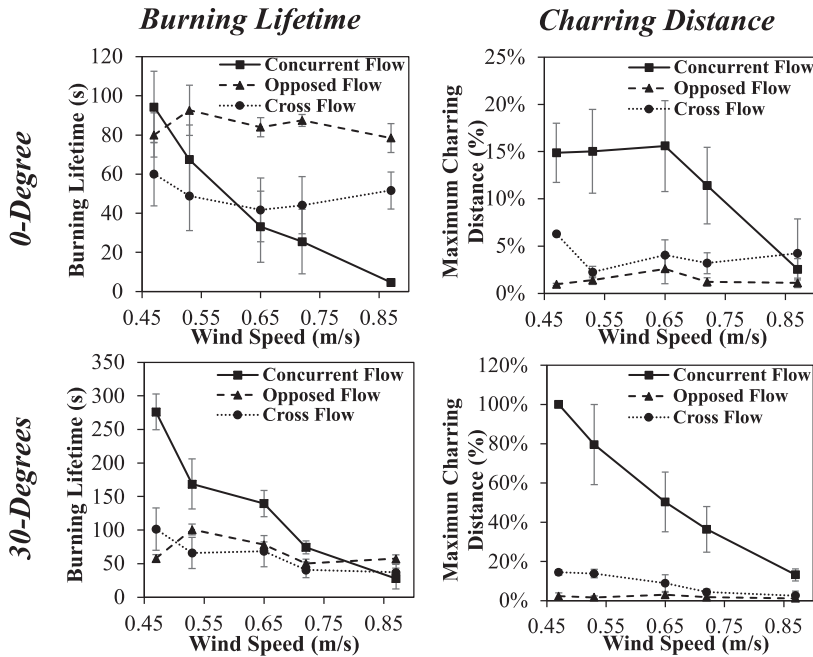 Burning Lifetime
Charring Distance
0-Degree
Burning Lifetime (s)
120
100
80
60
40
20
0
Concurrent Flow
Opposed Flow
Cross Flow
0.45 0.55 0.65 0.75 0.85
Wind Speed (m/s)
Maximum Charring
Distance (%)
25%
20%
15%
10%
5%
0%
Concurrent Flow
Opposed Flow
Cross Flow
0.45 0.55 0.65 0.75 0.85
Wind Speed (m/s)
30-Degrees
Burning Lifetime (s)
350
300
250
200
150
100
50
0
Concurrent Flow
Opposed Flow
Cross Flow
0.45 0.55 0.65 0.75 0.85
Wind Speed (m/s)
Maximun Charring
Distance (%)
120%
100%
80%
60%
40%
20%
0%
Concurrent Flow
Opposed Flow
Cross Flow
0.45 0.55 0.65 0.75 0.85
Wind Speed (m/s)